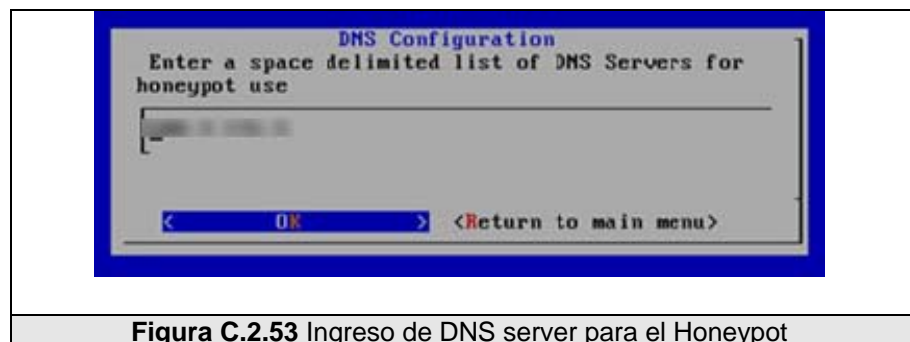 DNS Configuration
Enter a space delimited list of DNS Servers for
honeypot use
< OK > <Return to main menu>
Figura C.2.53 Ingreso de DNS server para el Honeypot